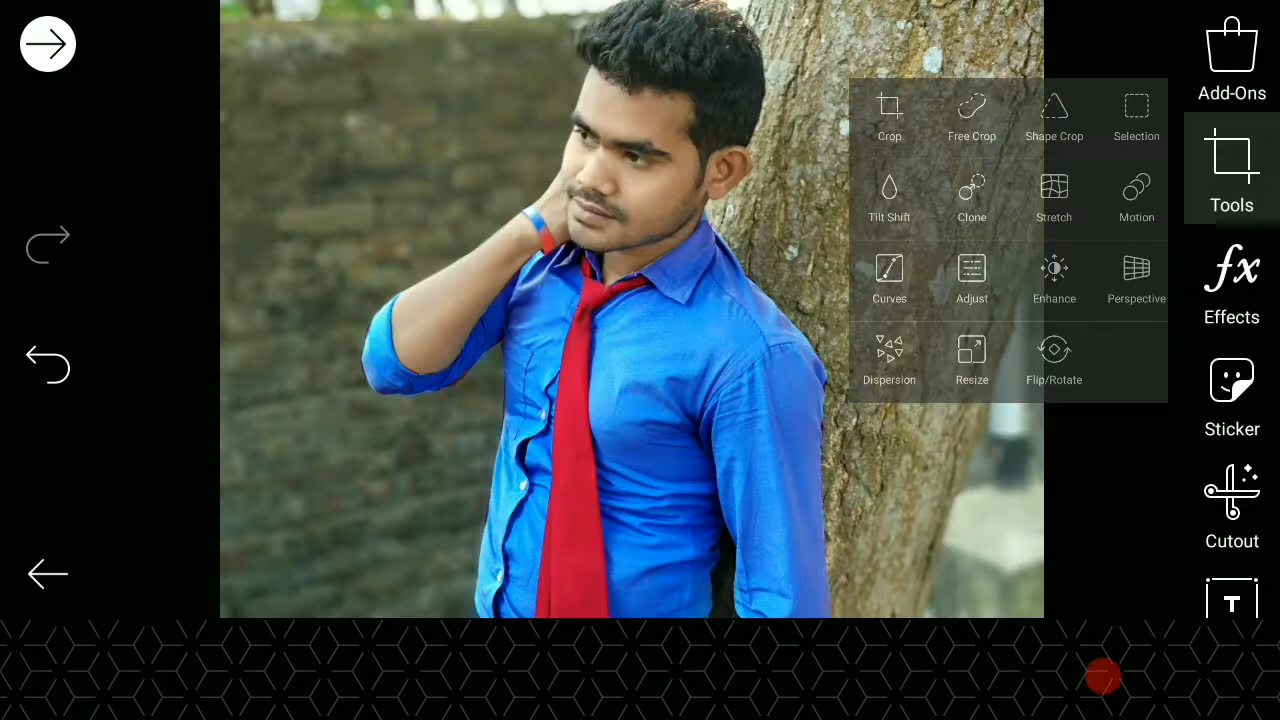 Add-Ons
Crop
Free Crop
Shape Crop
Selection
Tools
Tilt Shift
Clone
Stretch
Motion
Curves
Adjust
Enhance
Perspective
fx
Effects
Dispersion
Resize
Flip/Rotate
Sticker
Cutout
T